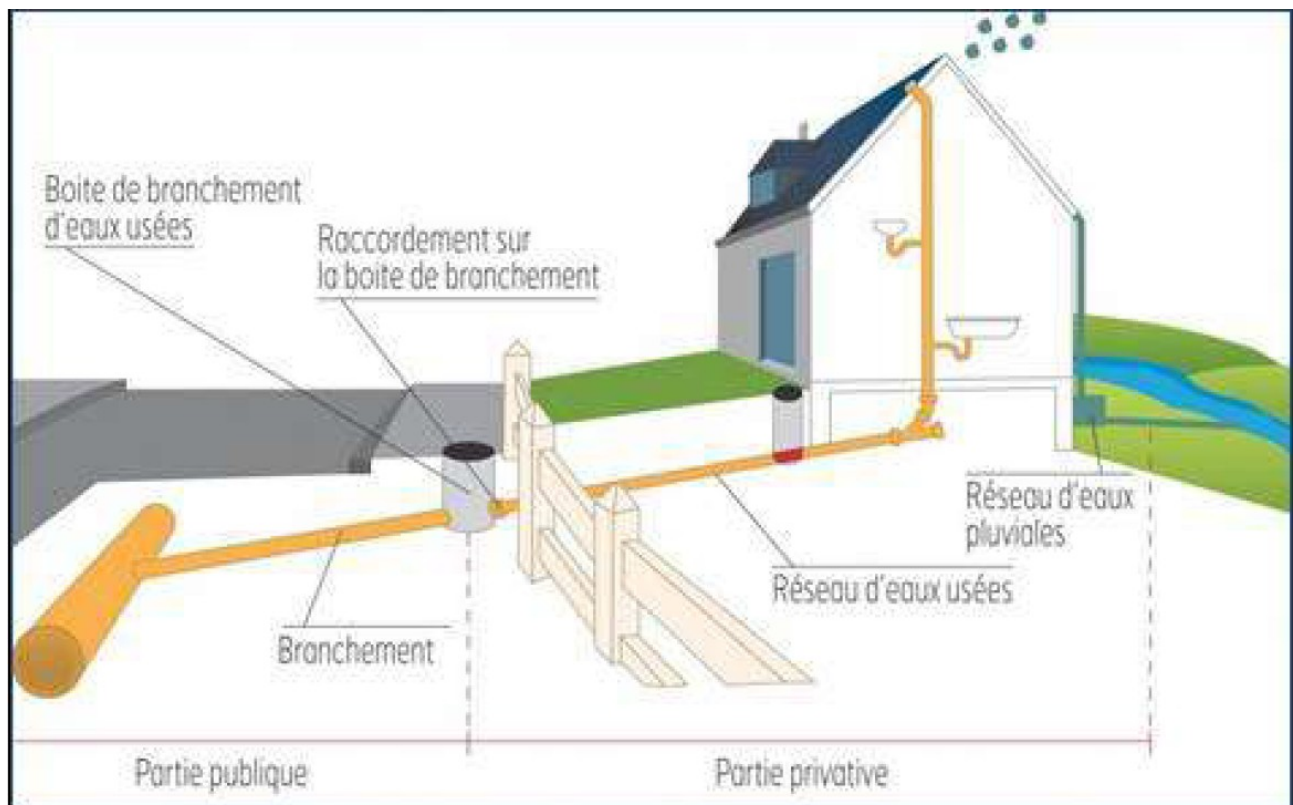 Boite de branchement
d'eaux usées
Raccordement sur
la boite de branchement
Réseau d'eaux
pluviales
Réseau d'eaux usées
Branchement
Partie publique
Partie privative